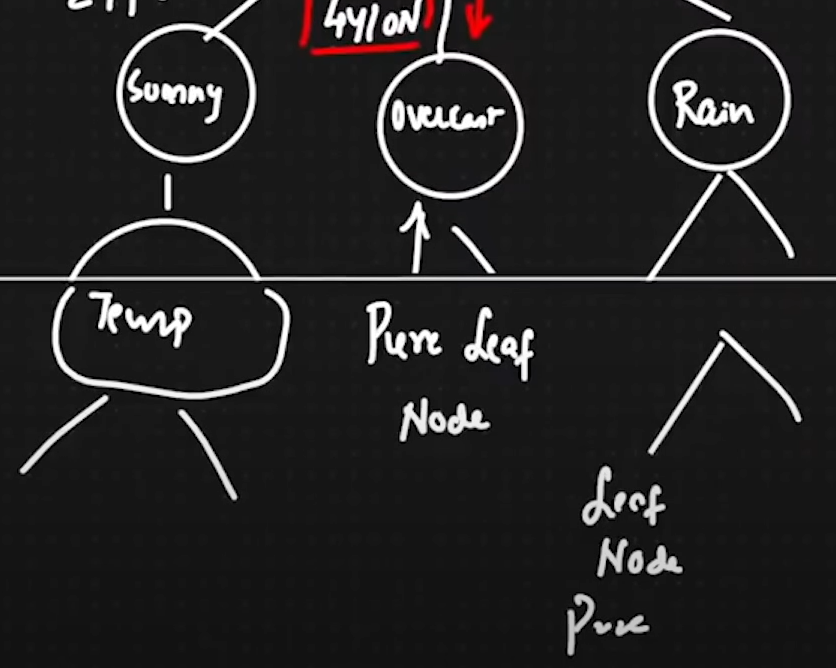 4Y/0N
Sunny
Overcast
Rain
Temp
Pure Leaf
Node
Leaf
Node
Pure